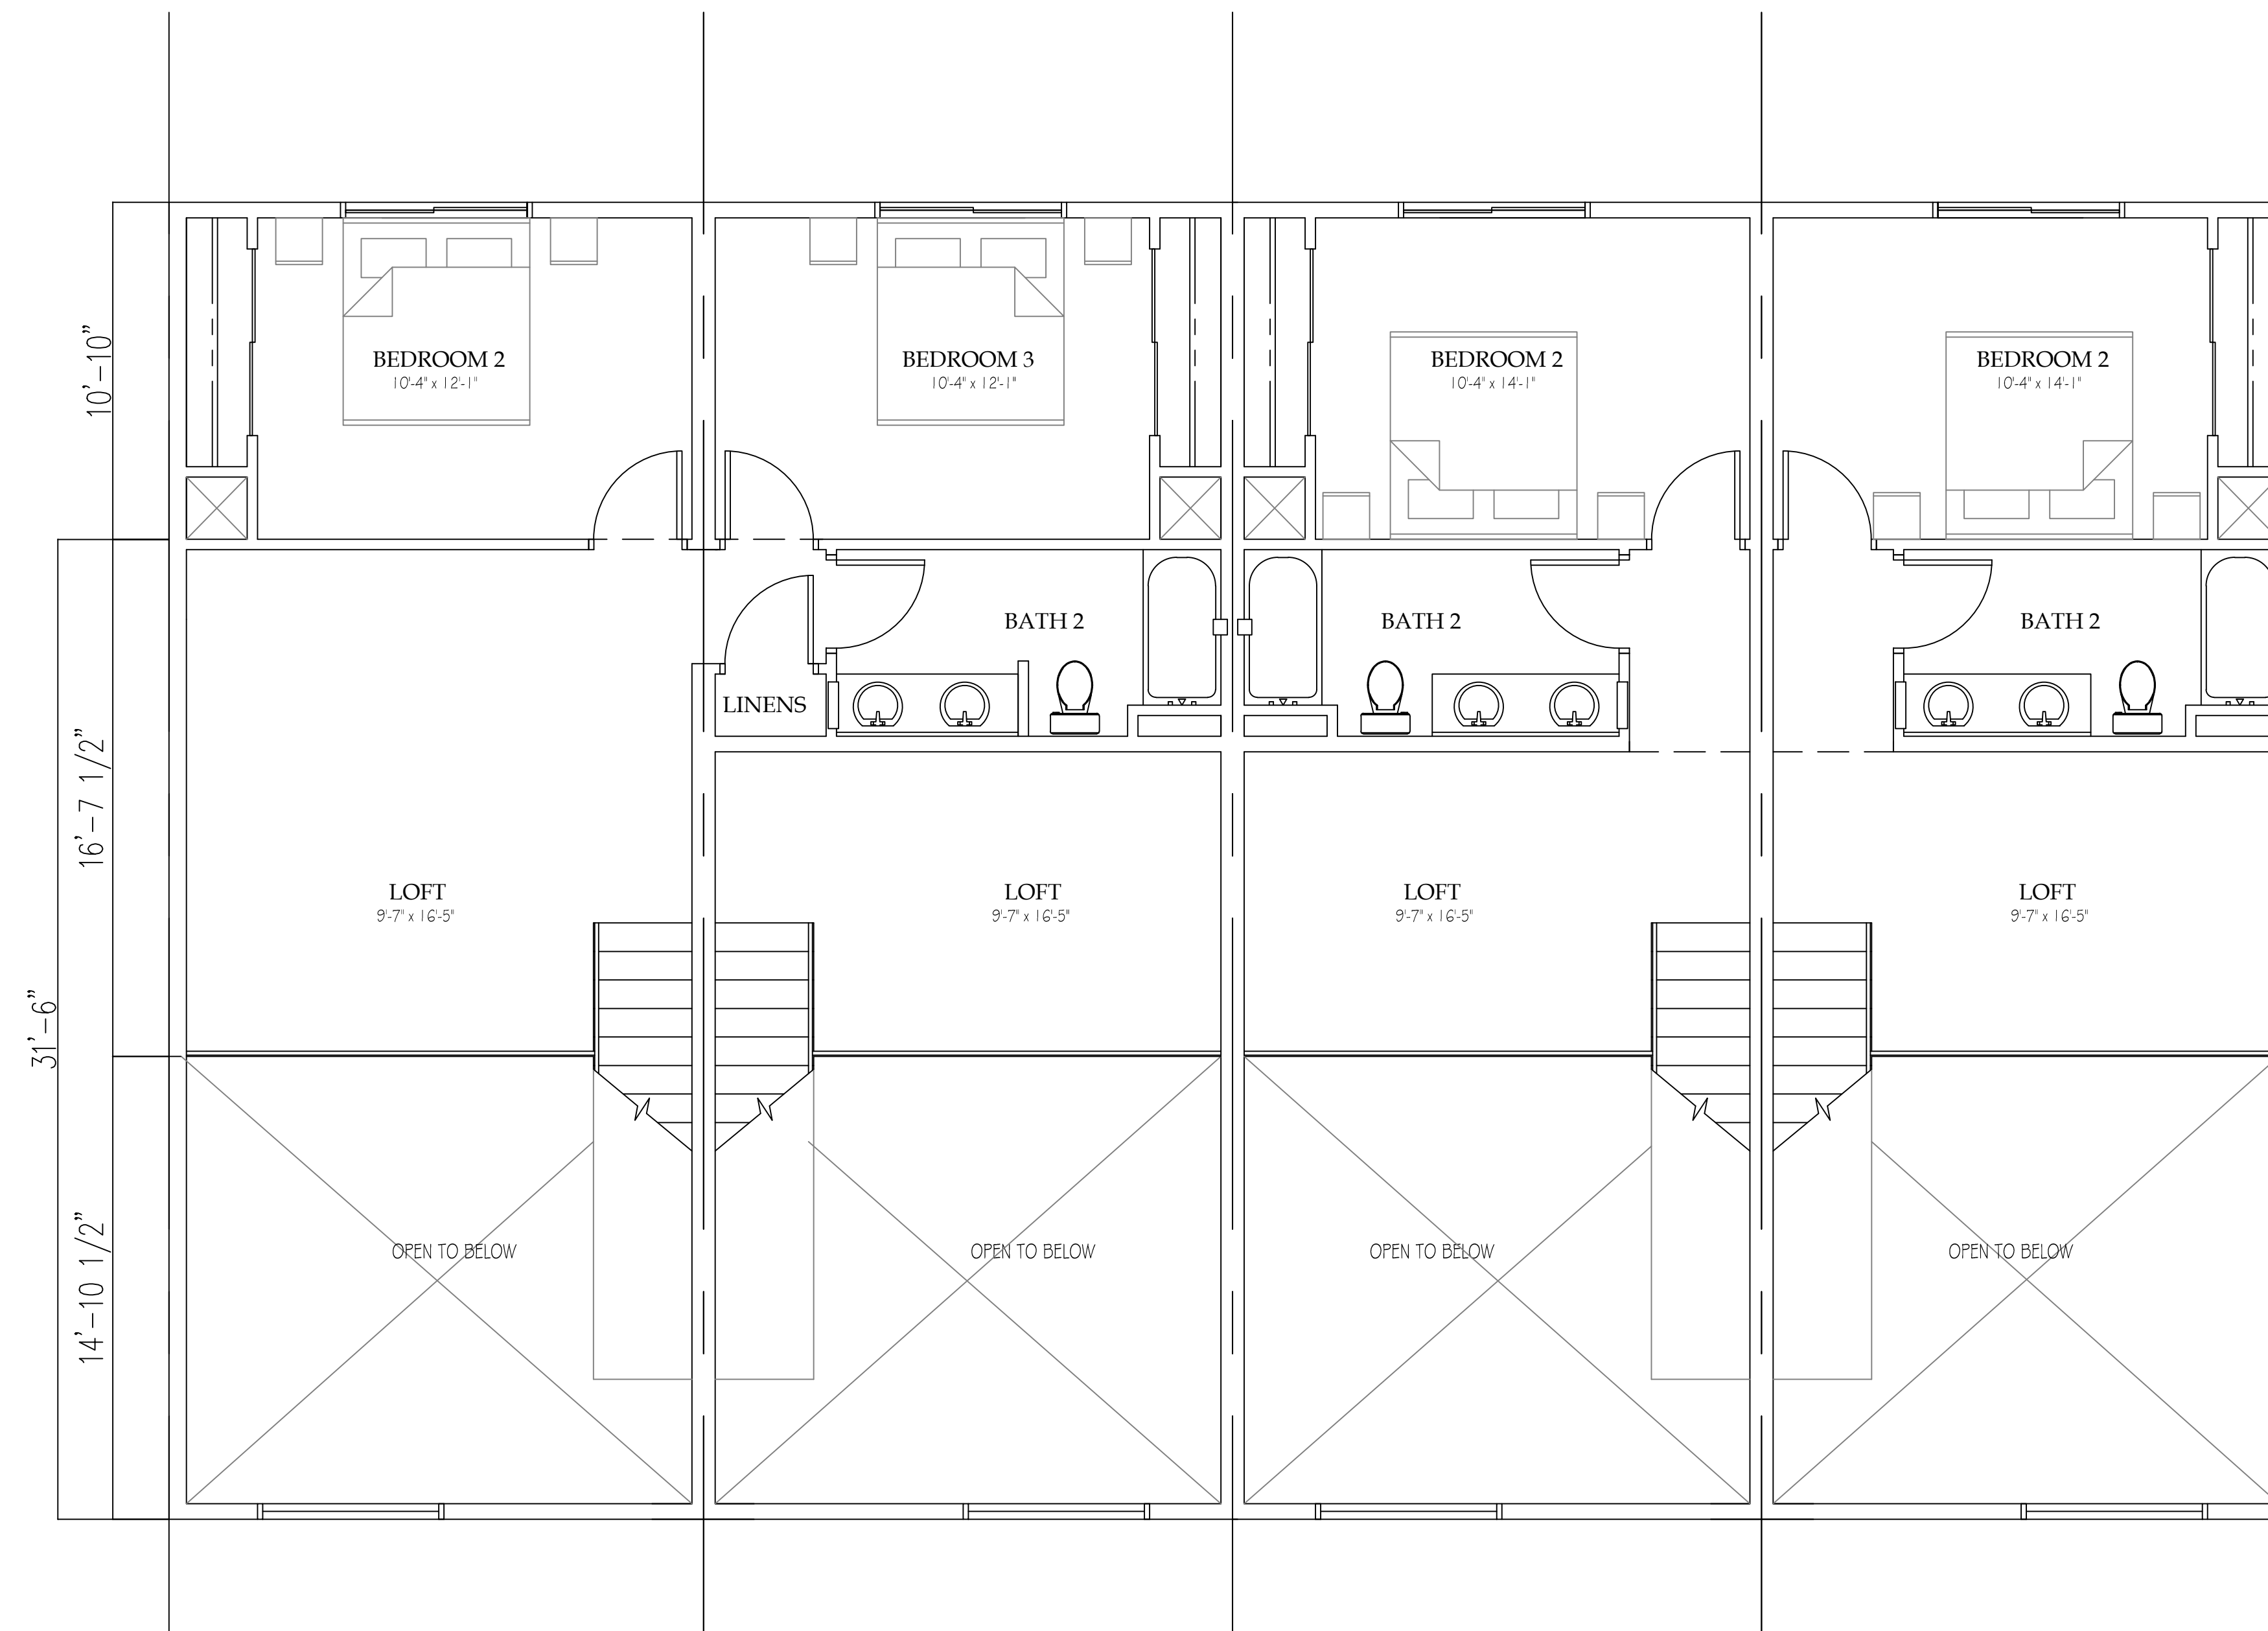 10'-10"
BEDROOM 2
10'-4" x 12'-1"
BEDROOM 3
10'-4" x 12'-1"
BEDROOM 2
10'-4" x 14'-1"
BEDROOM 2
10'-4" x 14'-1"
BATH 2
BATH 2
BATH 2
LINENS
16'-7 1/2"
LOFT
9'-7" x 16'-5"
LOFT
9'-7" x 16'-5"
LOFT
9'-7" x 16'-5"
LOFT
9'-7" x 16'-5"
31'-6"
14'-10 1/2"
OPEN TO BELOW
OPEN TO BELOW
OPEN TO BELOW
OPEN TO BELOW